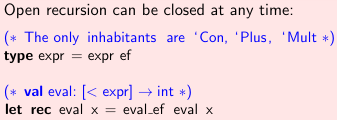 Open recursion can be closed at any time:
(* The only inhabitants are ‘Con, ‘Plus, ‘Mult *)
type expr = expr ef
(* val eval: [< expr] → int *)
let rec eval x = eval_ef eval x